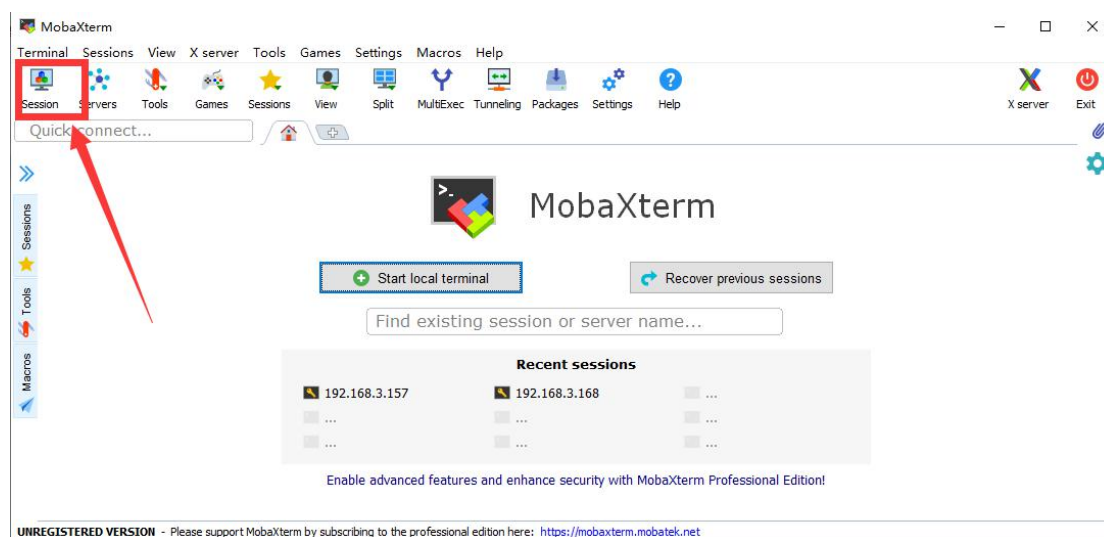 MobaXterm
Terminal Sessions View X server Tools Games Settings Macros Help
Session Servers Tools Games Sessions View Split MultiExec Tunneling Packages Settings Help X server Exit
Quick connect...
Sessions
Tools
Macros
>_ MobaXterm
Start local terminal Recover previous sessions
Find existing session or server name...
Recent sessions
192.168.3.157 192.168.3.168 ...
... ... ...
... ... ...
Enable advanced features and enhance security with MobaXterm Professional Edition!
UNREGISTERED VERSION - Please support MobaXterm by subscribing to the professional edition here: https://mobaxterm.mobatek.net